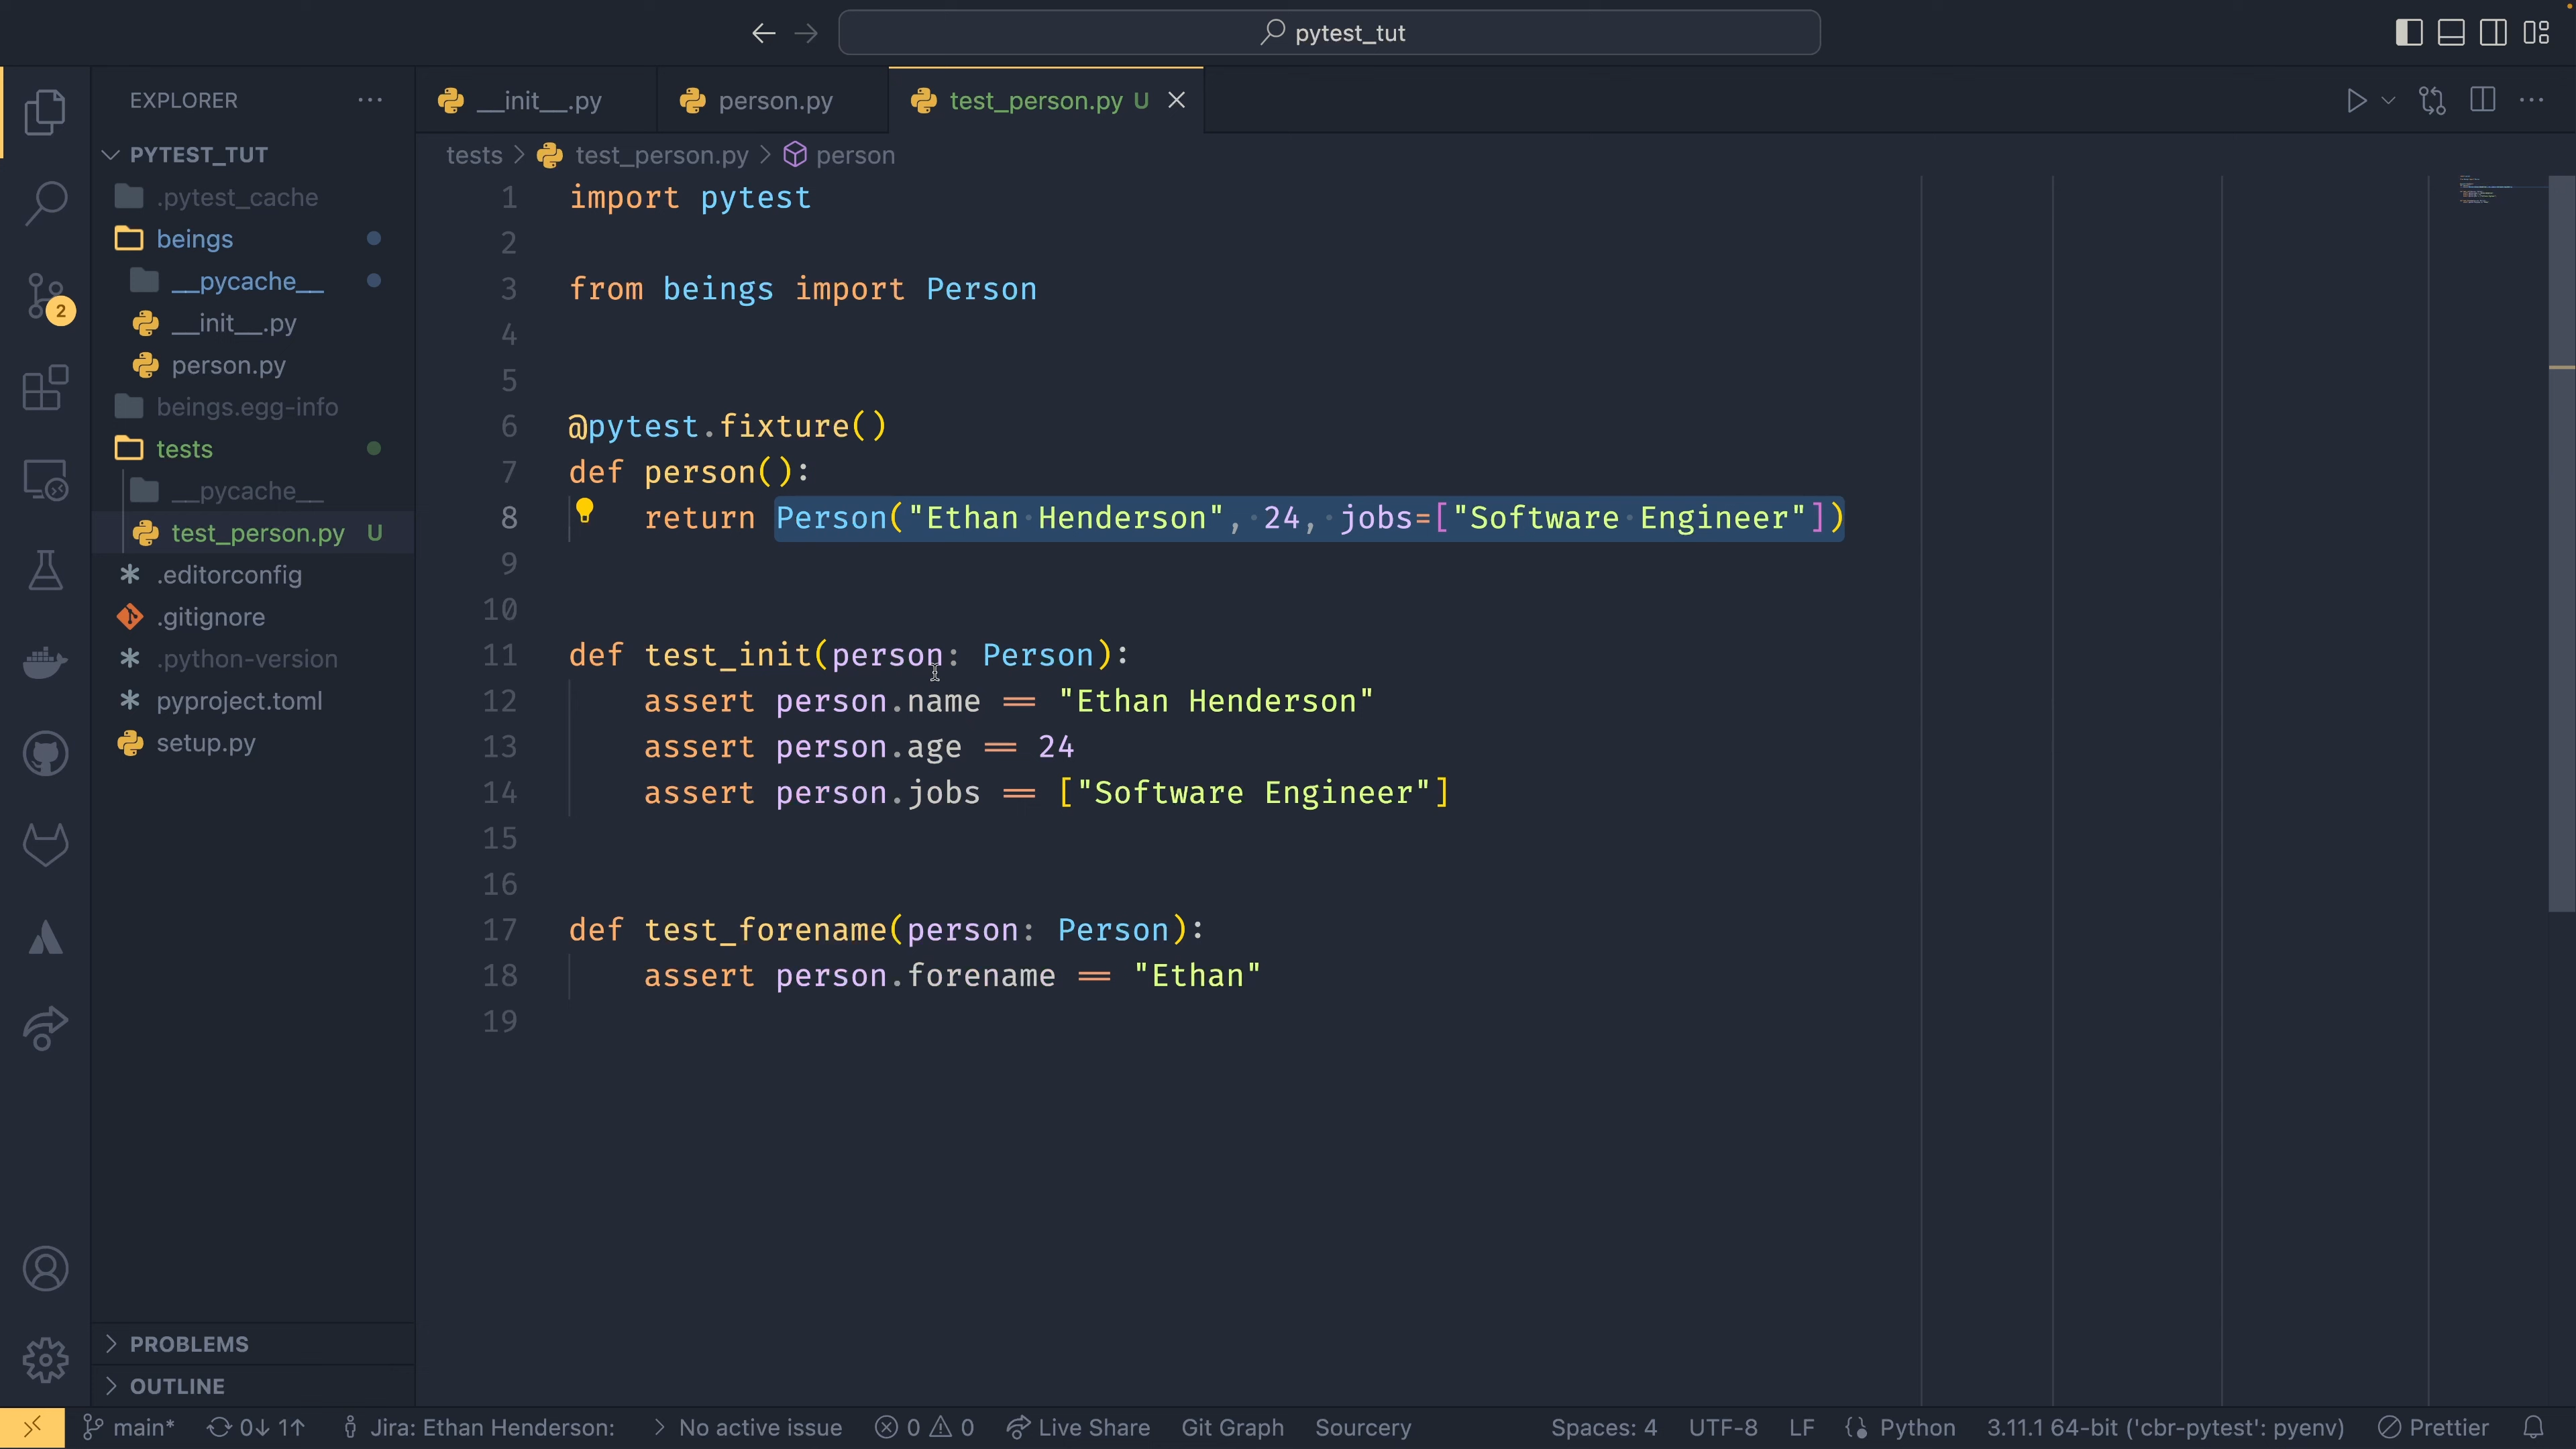 pytest_tut
EXPLORER ...
__init__.py
person.py
test_person.py U
PYTEST_TUT
.pytest_cache
beings
__pycache__
__init__.py
person.py
beings.egg-info
tests
__pycache__
test_person.py U
.editorconfig
.gitignore
.python-version
pyproject.toml
setup.py
PROBLEMS
OUTLINE
2
tests > test_person.py > person
1 import pytest
2
3 from beings import Person
4
5
6 @pytest.fixture()
7 def person():
8 return Person("Ethan Henderson", 24, jobs=["Software Engineer"])
9
10
11 def test_init(person: Person):
12 assert person.name == "Ethan Henderson"
13 assert person.age == 24
14 assert person.jobs == ["Software Engineer"]
15
16
17 def test_forename(person: Person):
18 assert person.forename == "Ethan"
19
main* 0↓ 1↑ Jira: Ethan Henderson: > No active issue 0 0 Live Share Git Graph Sourcery Spaces: 4 UTF-8 LF Python 3.11.1 64-bit ('cbr-pytest': pyenv) Prettier